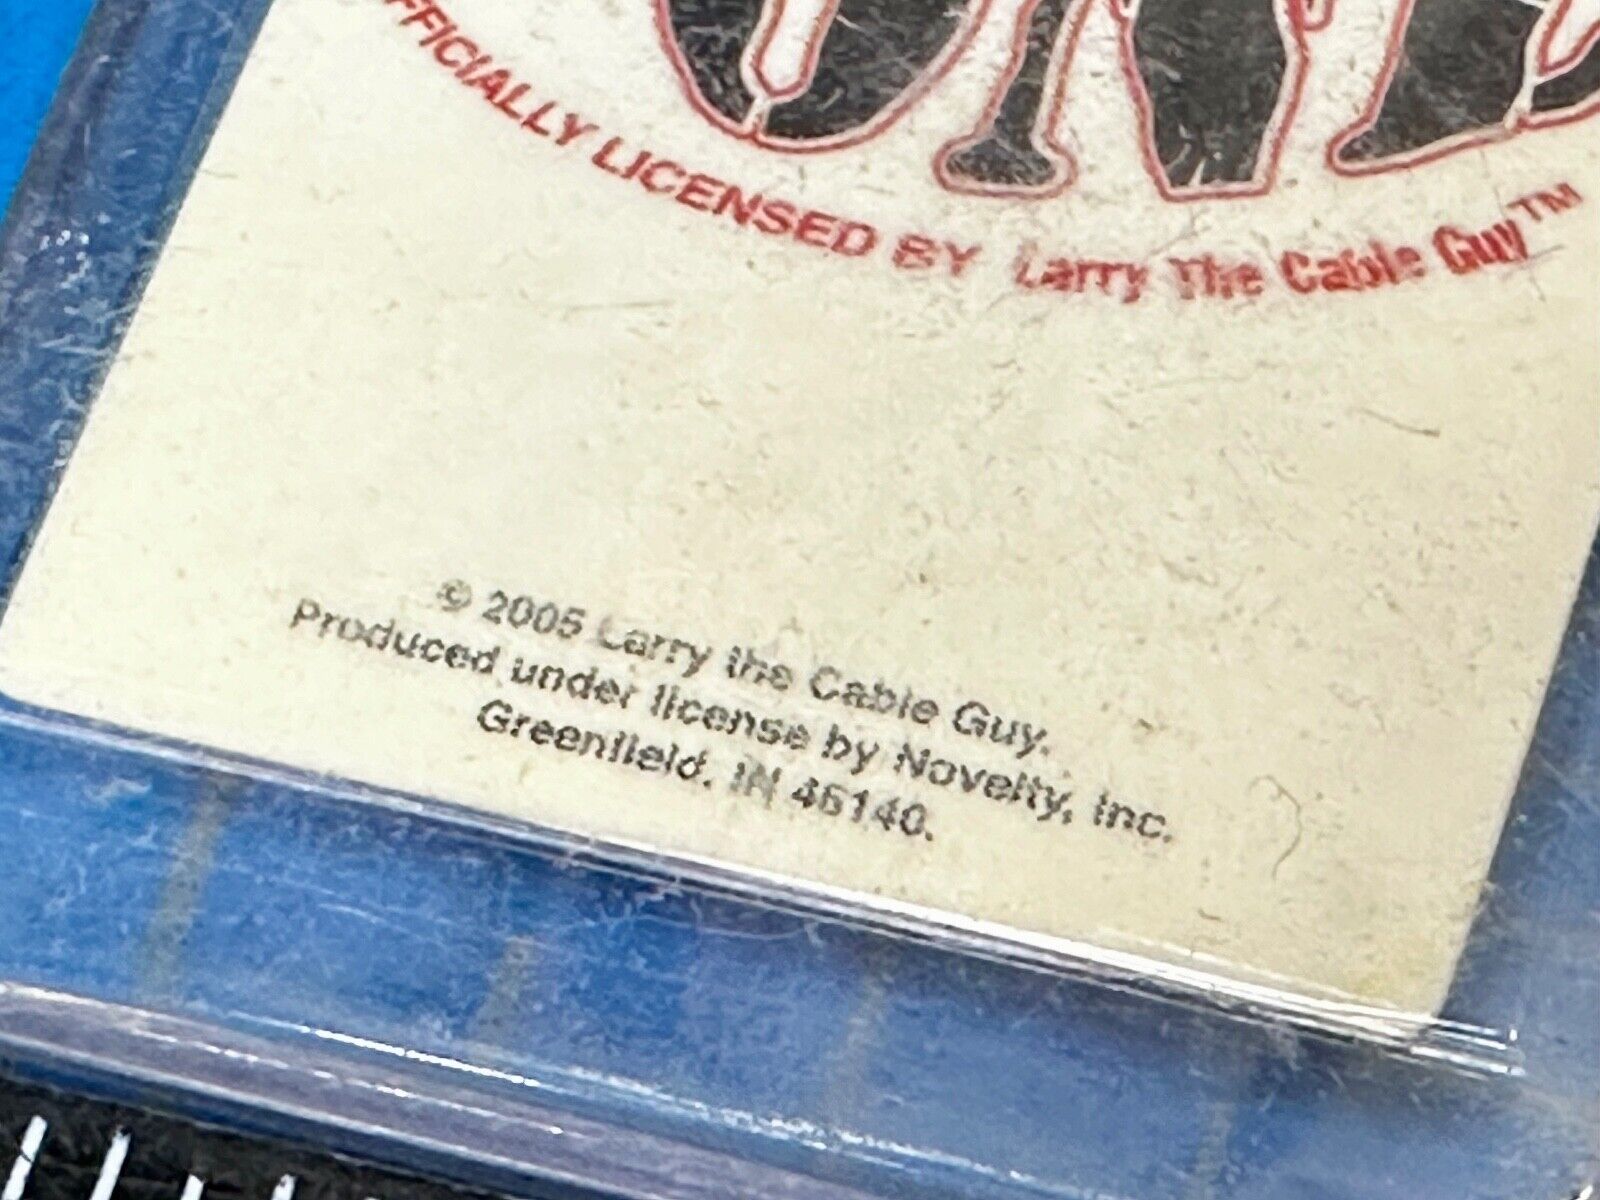 OFFICIALLY LICENSED BY Larry The Cable Guy™
© 2005 Larry the Cable Guy.
Produced under license by Novelty, Inc.
Greenfield, IN 46140.